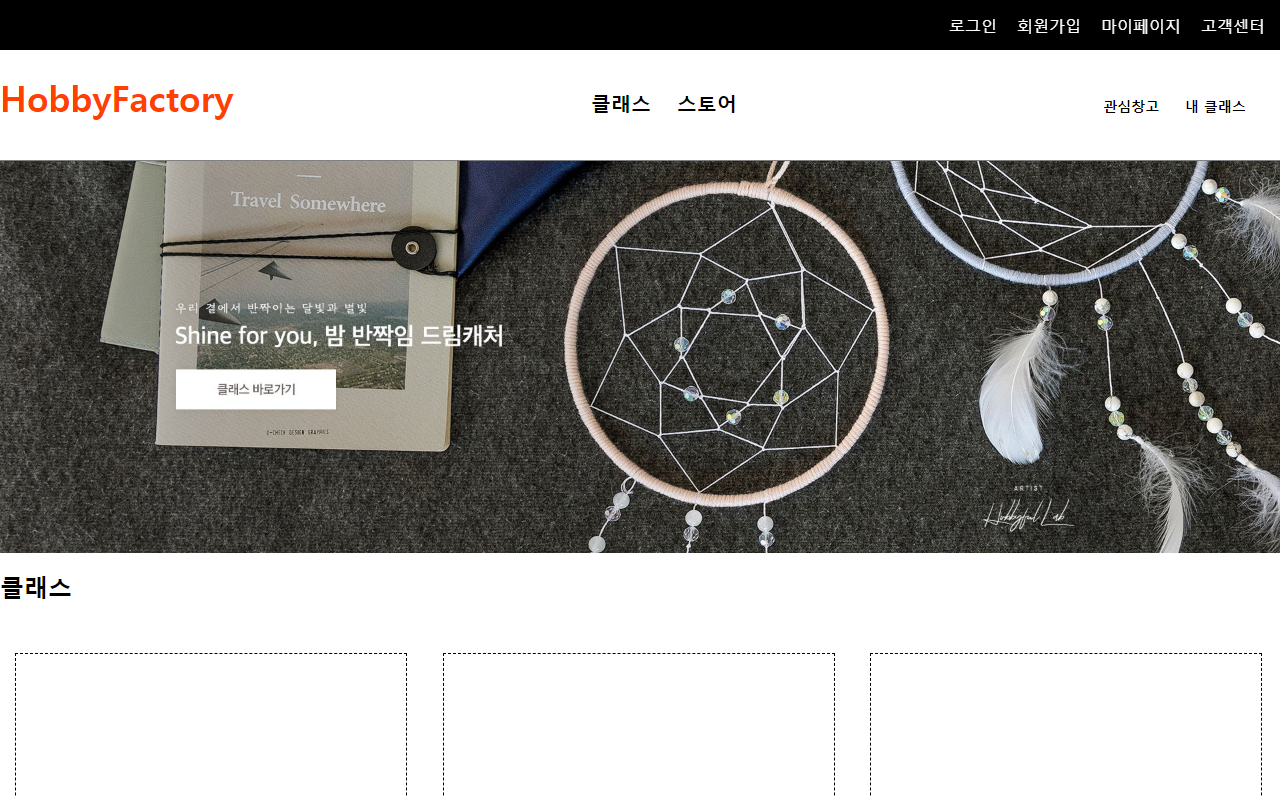 로그인 회원가입 마이페이지 고객센터
HobbyFactory
클래스 스토어
관심창고 내 클래스
Travel Somewhere
우리 곁에서 반짝이는 달빛과 별빛
Shine for you, 밤 반짝임 드림캐처
클래스 바로가기
U-CHECK DESIGN GRAPHICS
ARTIST
Hobbyful Lab
클래스